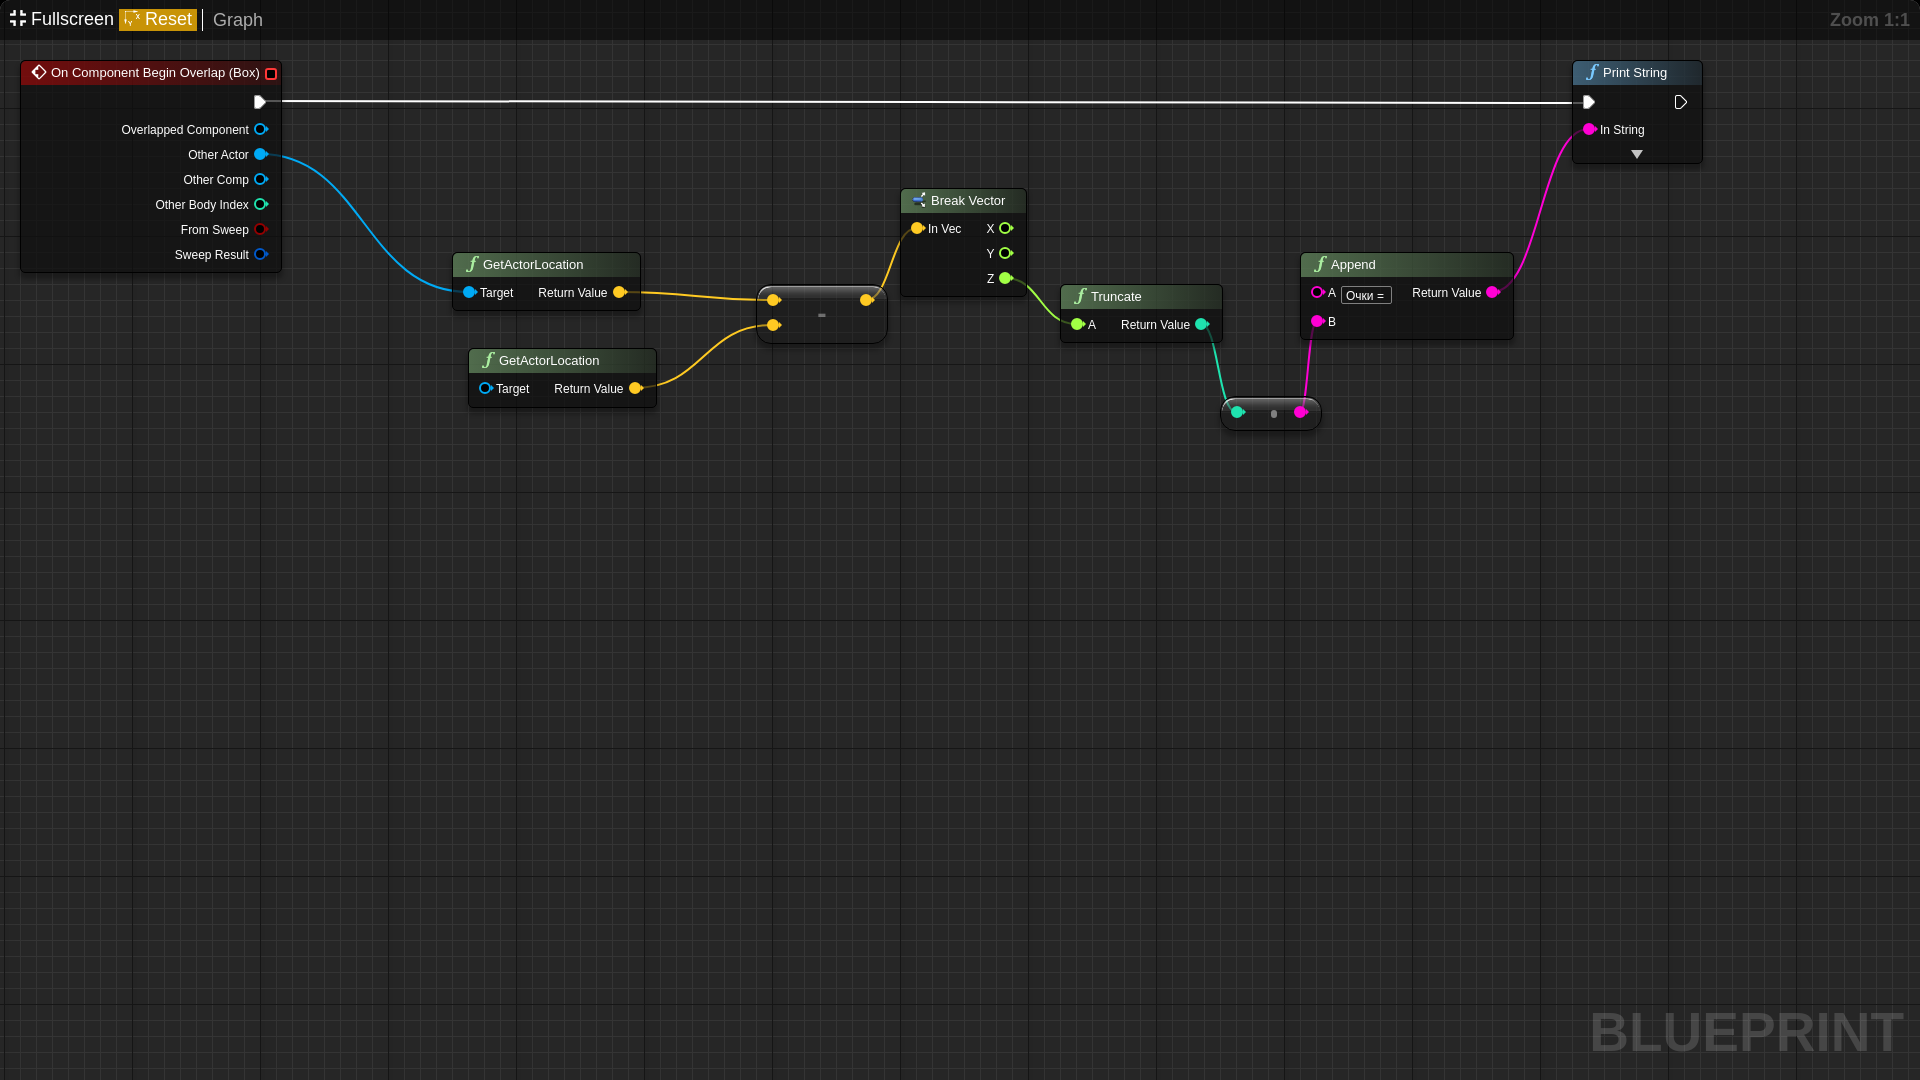 Fullscreen Reset Graph Zoom 1:1
On Component Begin Overlap (Box)
Overlapped Component
Other Actor
Other Comp
Other Body Index
From Sweep
Sweep Result
GetActorLocation
Target Return Value
GetActorLocation
Target Return Value
-
Break Vector
In Vec X
Y
Z
Truncate
A Return Value
Append
A Очки = Return Value
B
Print String
In String
BLUEPRINT